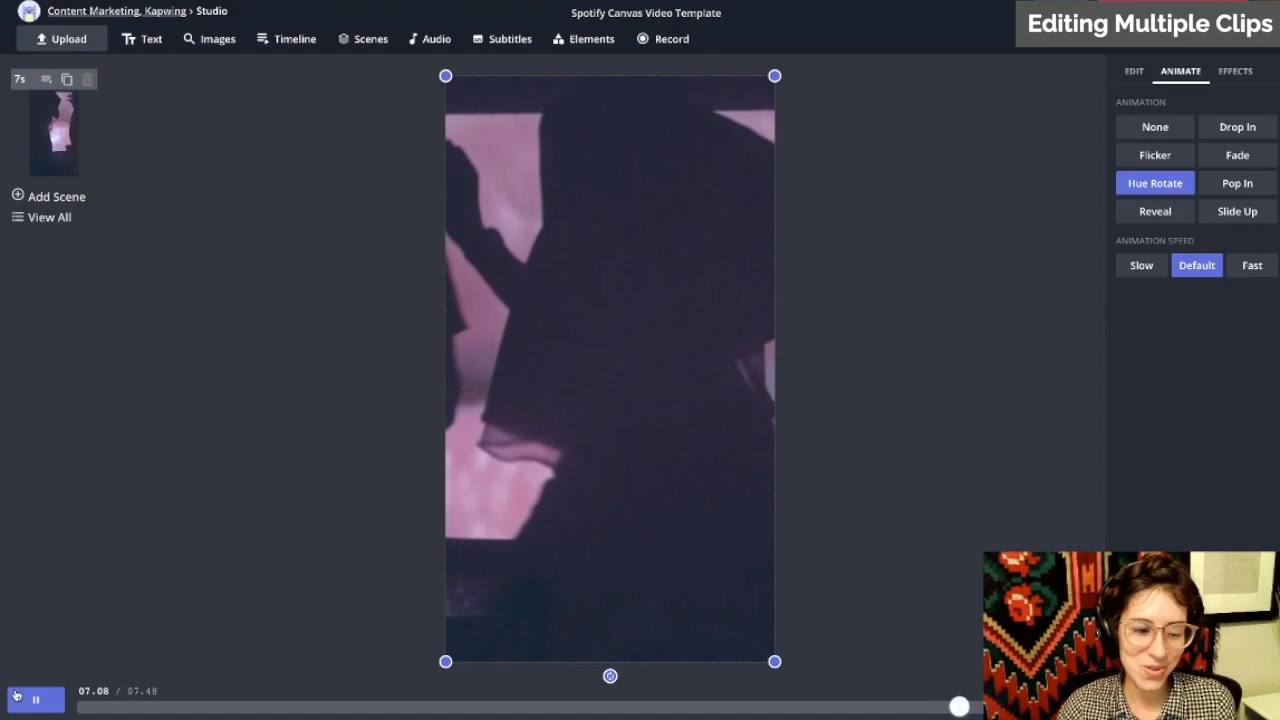 Content Marketing, Kapwing › Studio
Spotify Canvas Video Template
Editing Multiple Clips
Upload
Text
Images
Timeline
Scenes
Audio
Subtitles
Elements
Record
7s
Add Scene
View All
EDIT
ANIMATE
EFFECTS
ANIMATION
None
Drop In
Flicker
Fade
Hue Rotate
Pop In
Reveal
Slide Up
ANIMATION SPEED
Slow
Default
Fast
07.08 / 07.48